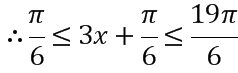 ∴ π/6 ≤ 3x + π/6 ≤ 19π/6